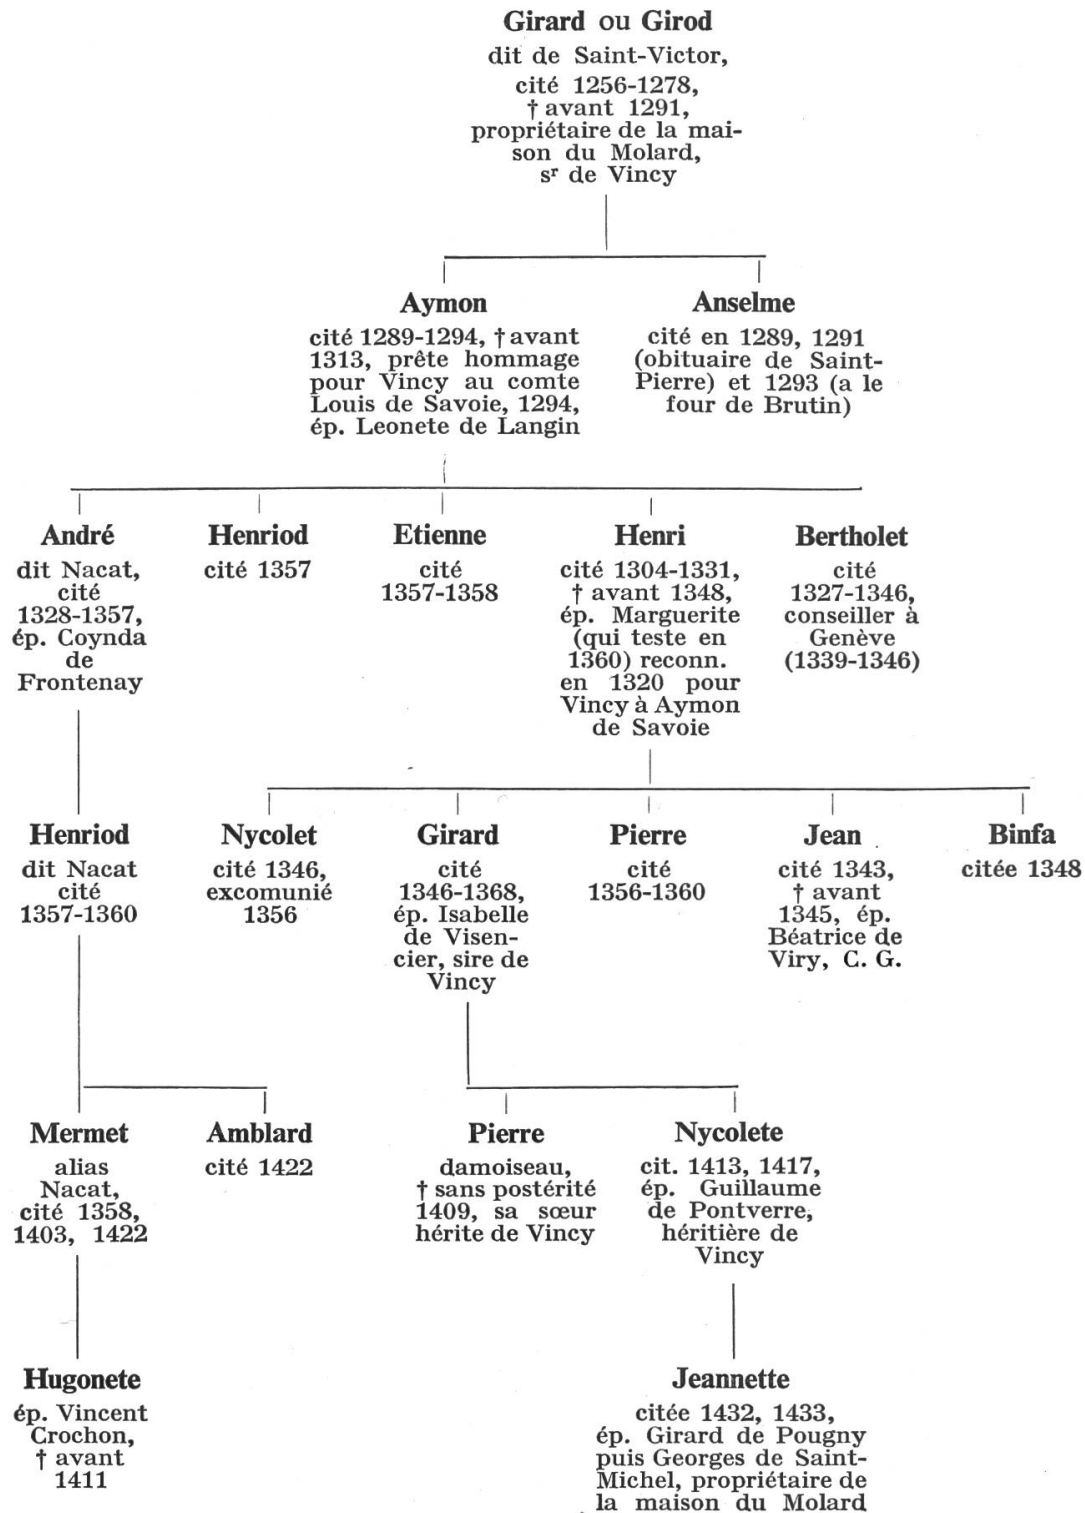 Girard ou Girod
dit de Saint-Victor,
cité 1256-1278,
† avant 1291,
propriétaire de la mai-
son du Molard,
sʳ de Vincy
Aymon
cité 1289-1294, † avant
1313, prête hommage
pour Vincy au comte
Louis de Savoie, 1294,
ép. Leonete de Langin
Anselme
cité en 1289, 1291
(obituaire de Saint-
Pierre) et 1293 (a le
four de Brutin)
André
dit Nacat,
cité
1328-1357,
ép. Coynda
de
Frontenay
Henriod
cité 1357
Etienne
cité
1357-1358
Henri
cité 1304-1331,
† avant 1348,
ép. Marguerite
(qui teste en
1360) reconn.
en 1320 pour
Vincy à Aymon
de Savoie
Bertholet
cité
1327-1346,
conseiller à
Genève
(1339-1346)
Henriod
dit Nacat
cité
1357-1360
Nycolet
cité 1346,
excomunié
1356
Girard
cité
1346-1368,
ép. Isabelle
de Visen-
cier, sire de
Vincy
Pierre
cité
1356-1360
Jean
cité 1343,
† avant
1345, ép.
Béatrice de
Viry, C. G.
Binfa
citée 1348
Mermet
alias
Nacat,
cité 1358,
1403, 1422
Amblard
cité 1422
Pierre
damoiseau,
† sans postérité
1409, sa sœur
hérite de Vincy
Nycolete
cit. 1413, 1417,
ép. Guillaume
de Pontverre,
héritière de
Vincy
Hugonete
ép. Vincent
Crochon,
† avant
1411
Jeannette
citée 1432, 1433,
ép. Girard de Pougny
puis Georges de Saint-
Michel, propriétaire de
la maison du Molard